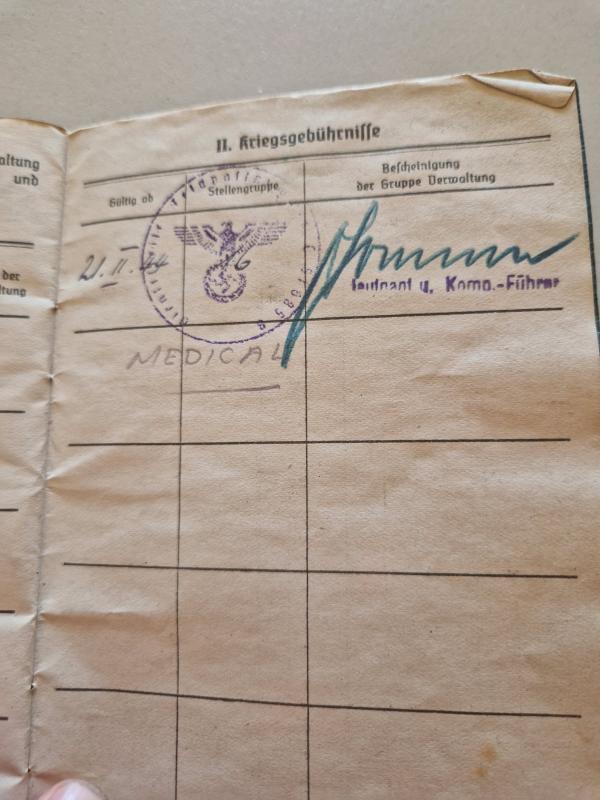 altung
und
der
ltung
II. Kriegsgebührnisse
Gültig ab
Stellengruppe
Bescheinigung
der Gruppe Verwaltung
21.II.44
16
Leutnant u. Komp.-Führer
MEDICAL